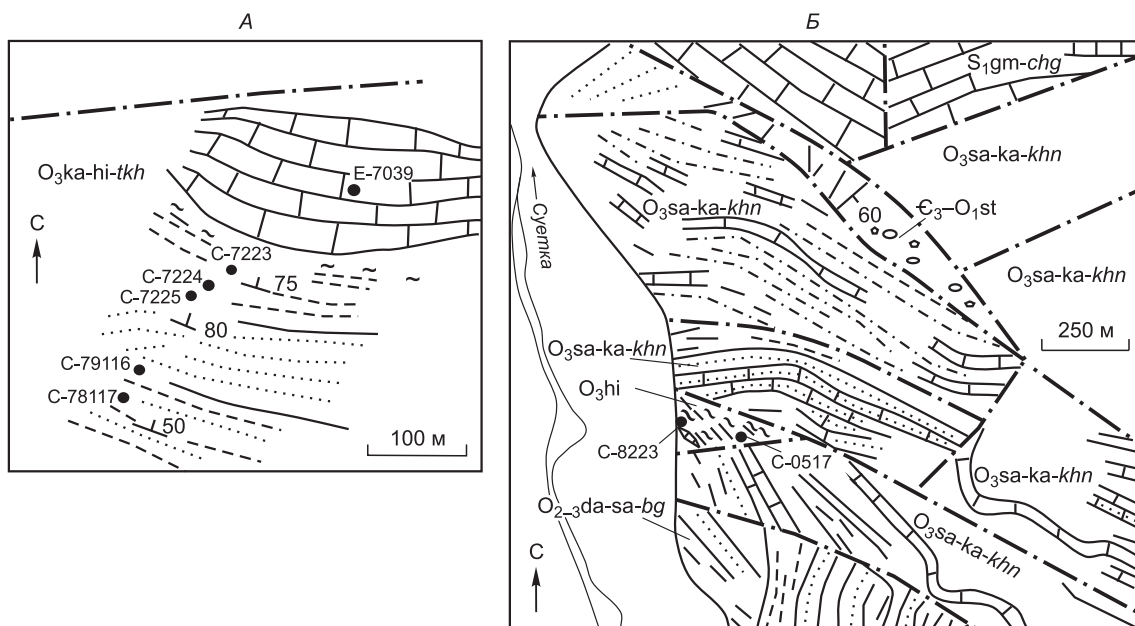 А
Б
O₃ka-hi-tkh
E-7039
С
C-7223
C-7224
C-7225
75
80
C-79116
C-78117
50
100 м
S₁gm-chg
O₃sa-ka-khn
Суетка
O₃sa-ka-khn
60
Є₃–O₁st
O₃sa-ka-khn
250 м
O₃sa-ka-khn
O₃hi
C-8223
C-0517
O₃sa-ka-khn
O₂₋₃da-sa-bg
O₃sa-ka-khn
С